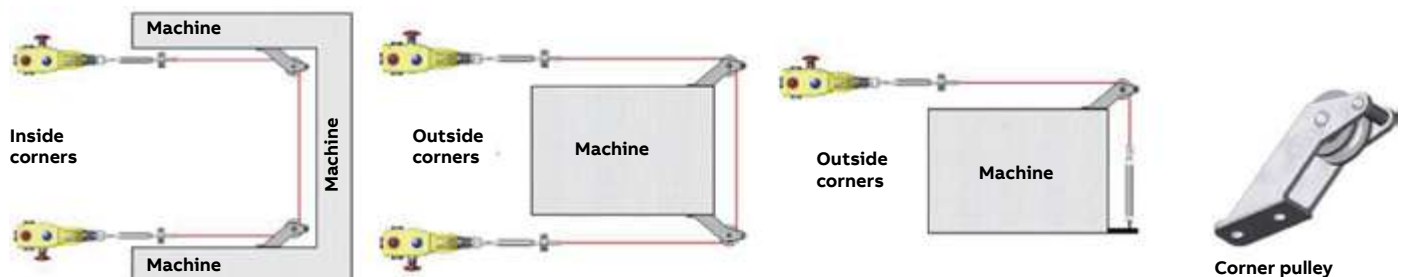 Machine
Inside
corners
Machine
Machine
Outside
corners
Machine
Outside
corners
Machine
Corner pulley